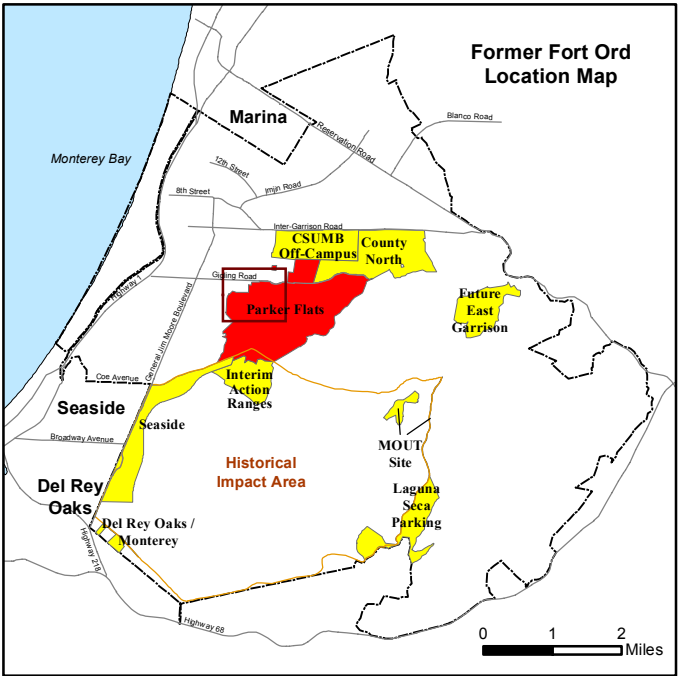 Former Fort Ord
Location Map
Marina
Blanco Road
Reservation Road
Monterey Bay
12th Street
Imjin Road
8th Street
Inter-Garrison Road
CSUMB
Off-Campus
County
North
Gigling Road
Highway 1
General Jim Moore Boulevard
Parker Flats
Future
East
Garrison
Coe Avenue
Interim
Action
Ranges
Seaside
Seaside
Broadway Avenue
MOUT
Site
Historical
Impact Area
Del Rey
Oaks
Laguna
Seca
Parking
Del Rey Oaks /
Monterey
Highway 218
Highway 68
0 1 2
Miles